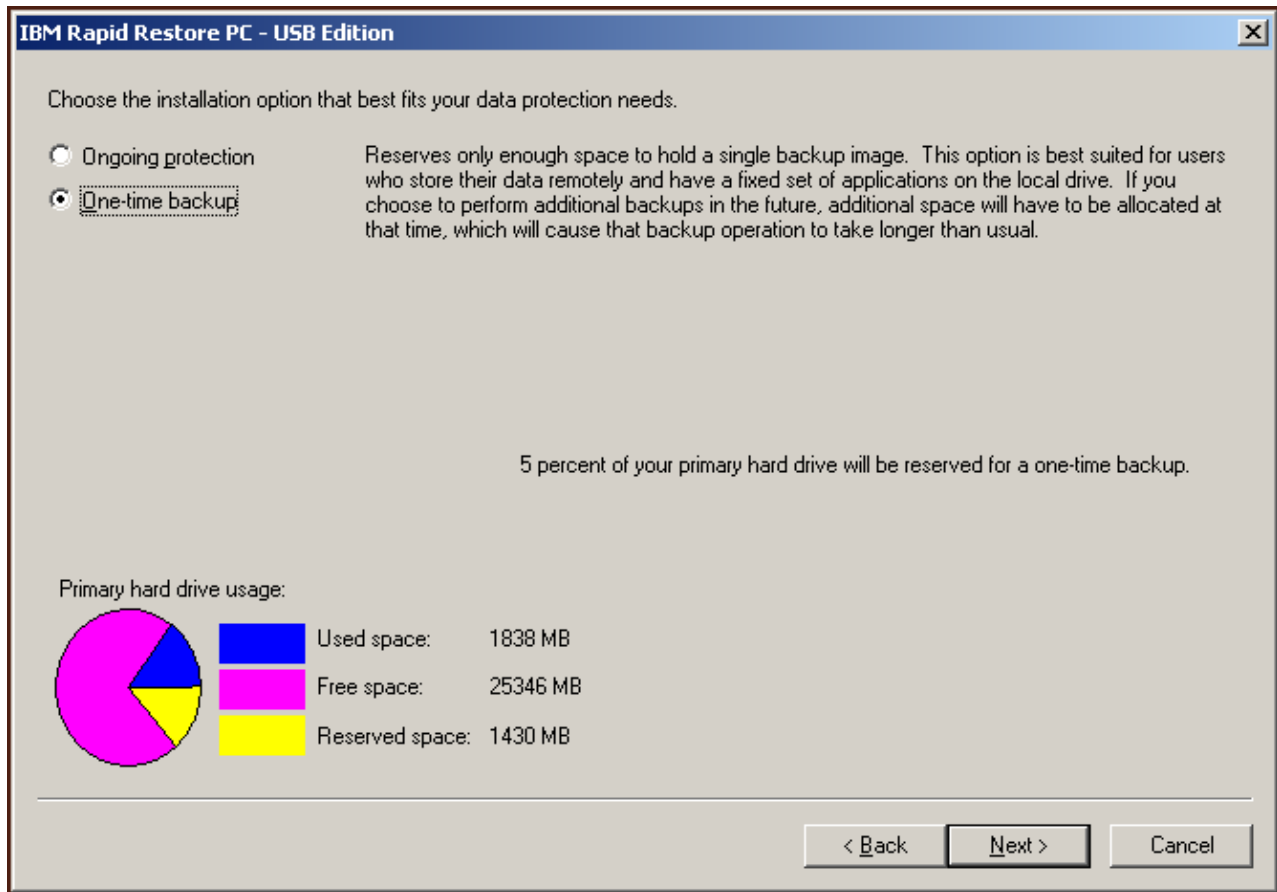 IBM Rapid Restore PC - USB Edition
Choose the installation option that best fits your data protection needs.
Ongoing protection
One-time backup
Reserves only enough space to hold a single backup image. This option is best suited for users
who store their data remotely and have a fixed set of applications on the local drive. If you
choose to perform additional backups in the future, additional space will have to be allocated at
that time, which will cause that backup operation to take longer than usual.
5 percent of your primary hard drive will be reserved for a one-time backup.
Primary hard drive usage:
Used space: 1838 MB
Free space: 25346 MB
Reserved space: 1430 MB
< Back
Next >
Cancel